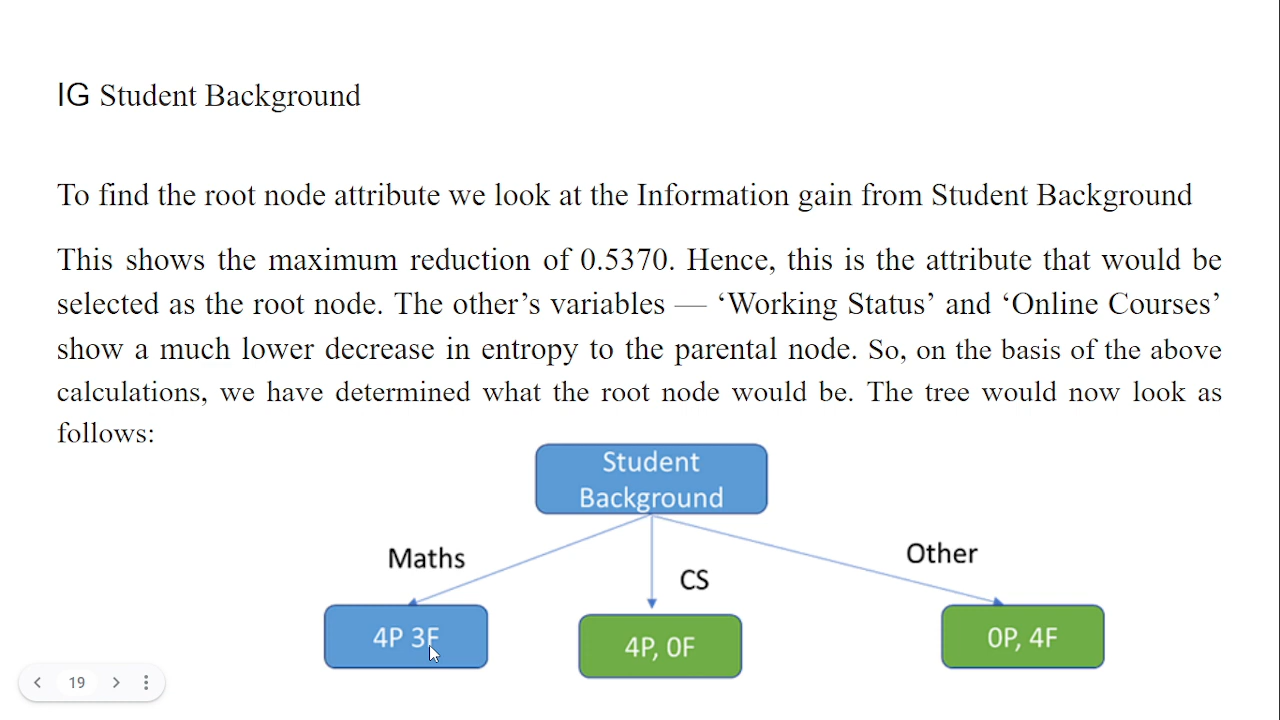 IG Student Background
To find the root node attribute we look at the Information gain from Student Background
This shows the maximum reduction of 0.5370. Hence, this is the attribute that would be
selected as the root node. The other’s variables — ‘Working Status’ and ‘Online Courses’
show a much lower decrease in entropy to the parental node. So, on the basis of the above
calculations, we have determined what the root node would be. The tree would now look as
follows:
Student
Background
Maths
CS
Other
4P 3F
4P, 0F
0P, 4F
19